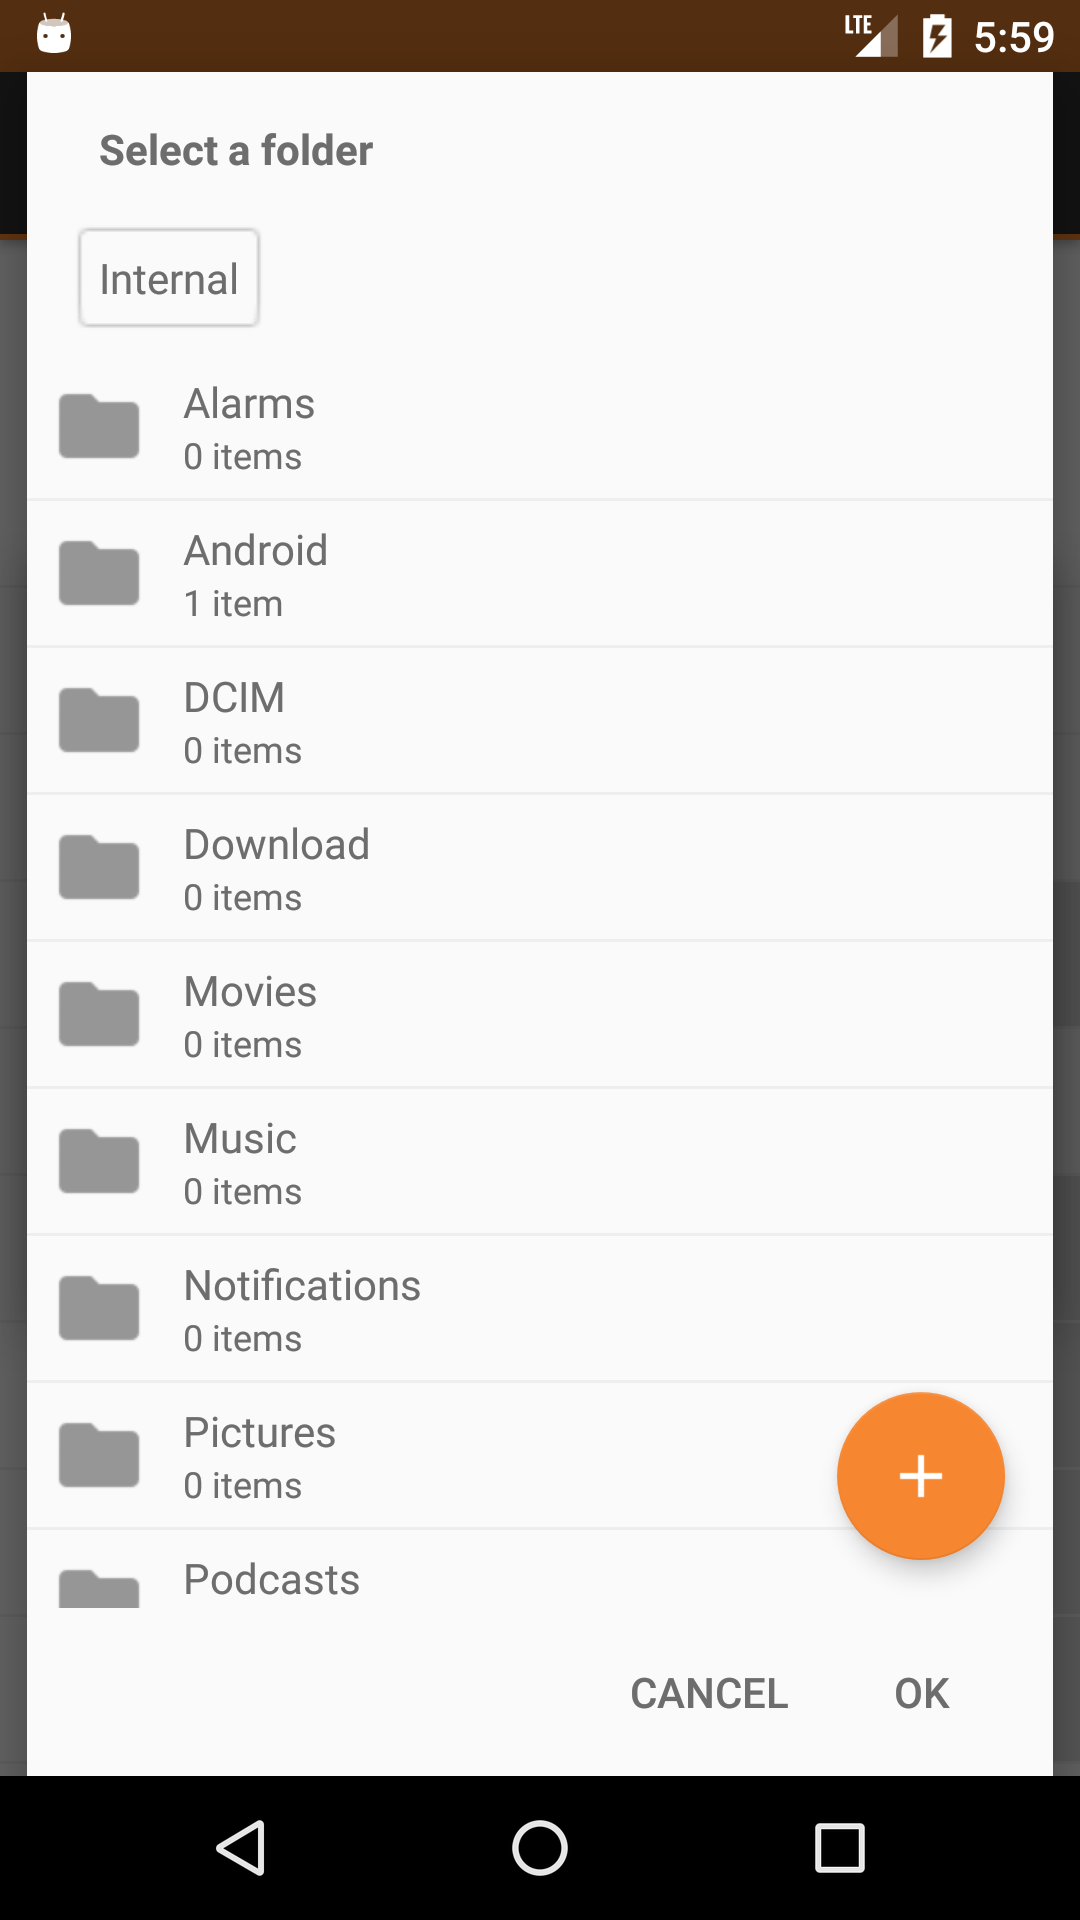 LTE 5:59
Select a folder
Internal
Alarms
0 items
Android
1 item
DCIM
0 items
Download
0 items
Movies
0 items
Music
0 items
Notifications
0 items
Pictures
0 items
Podcasts
CANCEL OK